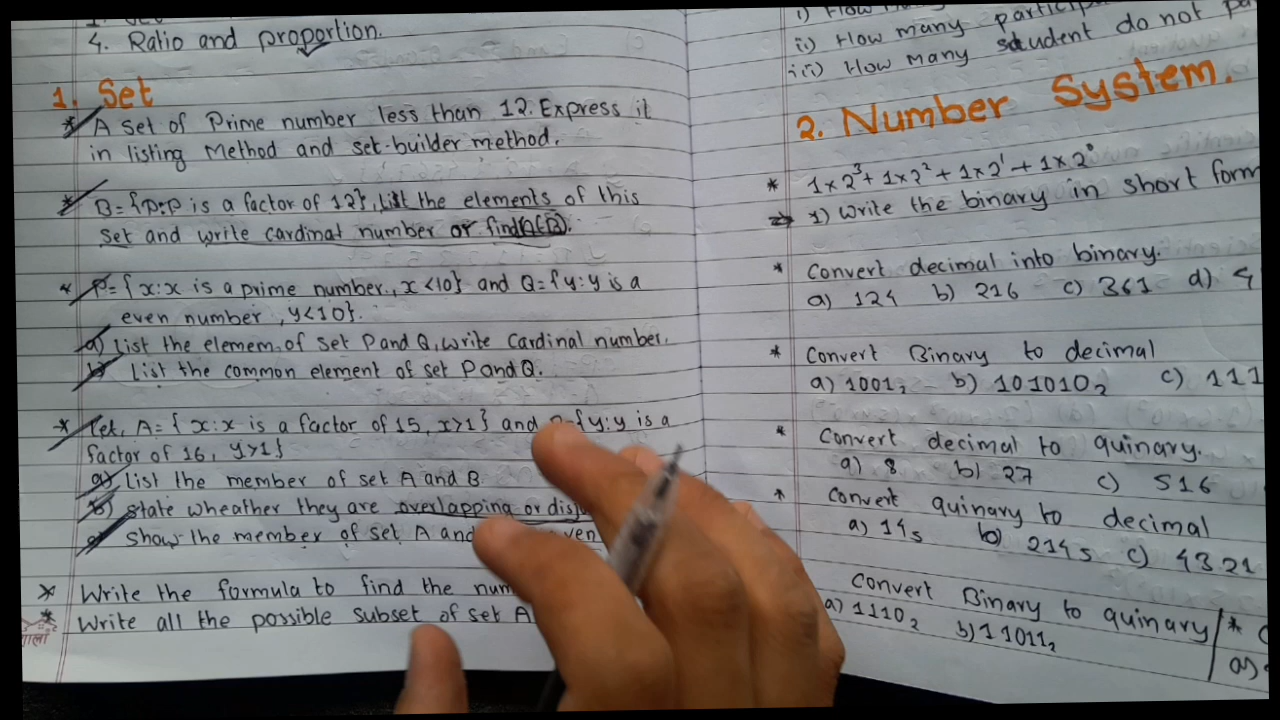 4. Ratio and proportion.
1. Set
* A set of Prime number less than 12. Express it
in listing Method and set-builder method.
* B={P:P is a factor of 12}, List the elements of this
set and write cardinal number or find n(B).
* P={x:x is a prime number, x<10} and Q={y:y is a
even number, y<10}.
a) List the elemem. of set P and Q, write cardinal number.
b) List the common element of set P and Q.
* Let, A={x:x is a factor of 15, x>1} and {y:y is a
factor of 16, y>1}
a) List the member of set A and B.
b) state wheather they are overlapping or
show the member of set A and
* Write the formula to find the
* Write all the possible subset of set A
i) How
ii) How many
iii) How many student do not
2. Number System.
* 1×2³+1×2²+1×2¹+1×2⁰
1) Write the binary in short form
* Convert decimal into binary.
a) 124 b) 216 c) 361 d)
* Convert Binary to decimal
a) 1001₂ b) 101010₂ c) 111
* Convert decimal to quinary.
a) 8 b) 27 c) 516
* Convert quinary to decimal
a) 14₅ b) 214₅ c) 4321
Convert Binary to quinary
a) 1110₂ b) 11011₂
*
a)